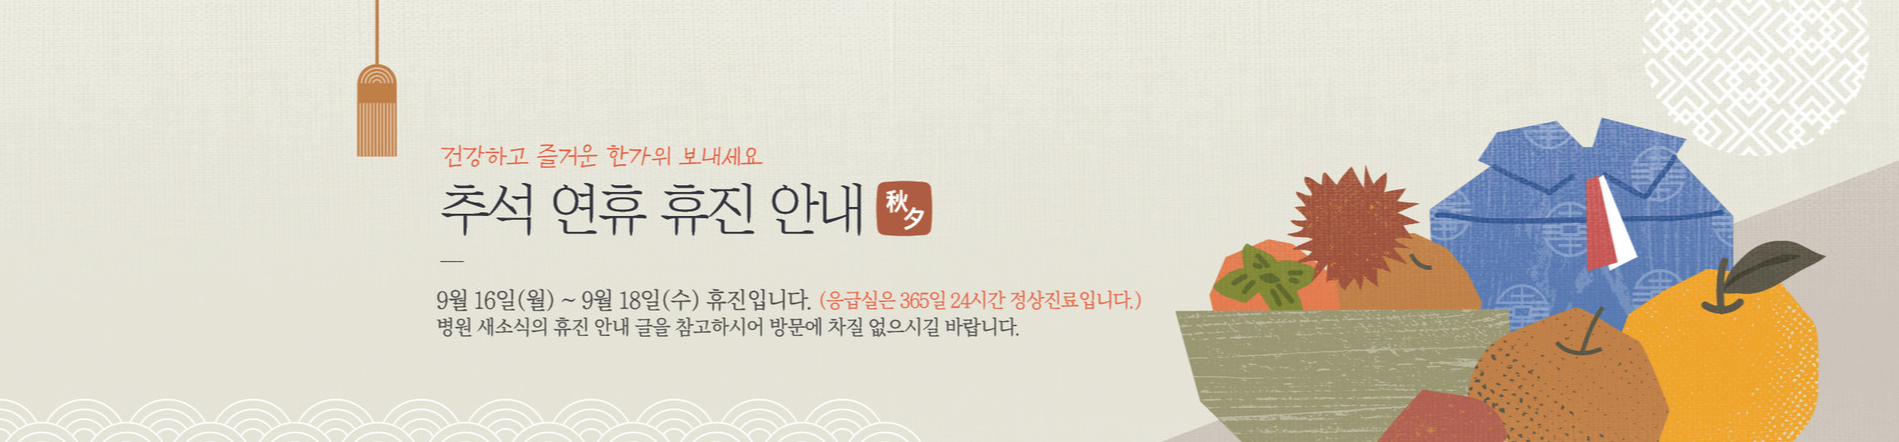 건강하고 즐거운 한가위 보내세요
추석 연휴 휴진 안내 秋夕
9월 16일(월) ~ 9월 18일(수) 휴진입니다. (응급실은 365일 24시간 정상진료입니다.)
병원 새소식의 휴진 안내 글을 참고하시어 방문에 차질 없으시길 바랍니다.